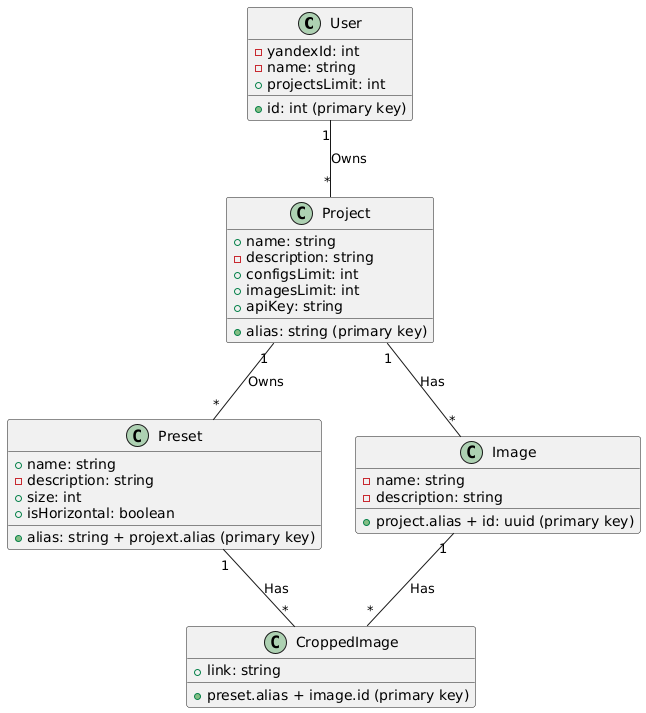 C User
yandexId: int
name: string
projectsLimit: int
id: int (primary key)
1
Owns
*
C Project
name: string
description: string
configsLimit: int
imagesLimit: int
apiKey: string
alias: string (primary key)
1
Owns
*
1
Has
*
C Preset
name: string
description: string
size: int
isHorizontal: boolean
alias: string + projext.alias (primary key)
C Image
name: string
description: string
project.alias + id: uuid (primary key)
1
Has
*
1
Has
*
C CroppedImage
link: string
preset.alias + image.id (primary key)